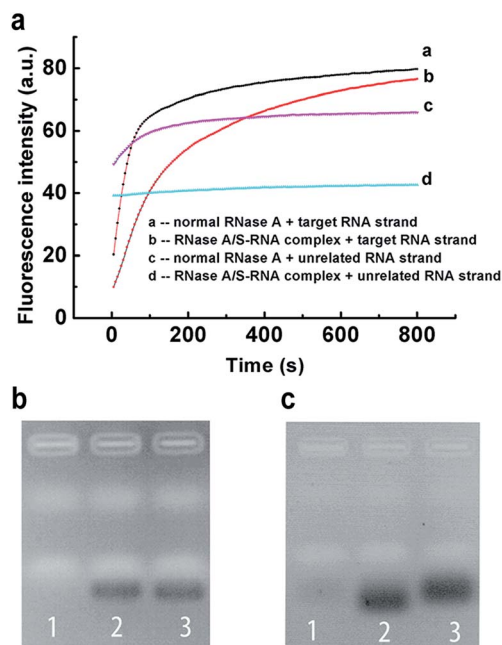 a
Fluorescence intensity (a.u.)
80
60
40
20
0
a
b
c
d
a -- normal RNase A + target RNA strand
b -- RNase A/S-RNA complex + target RNA strand
c -- normal RNase A + unrelated RNA strand
d -- RNase A/S-RNA complex + unrelated RNA strand
0 200 400 600 800
Time (s)
b
c
1 2 3
1 2 3